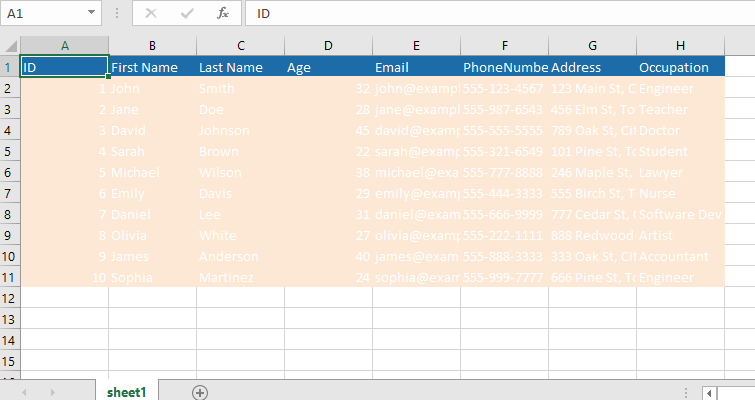 A1 fx ID
A B C D E F G H
1 ID First Name Last Name Age Email PhoneNumbe Address Occupation
2 1 John Smith 32 john@exampl 555-123-4567 123 Main St, C Engineer
3 2 Jane Doe 28 jane@exampl 555-987-6543 456 Elm St, To Teacher
4 3 David Johnson 45 david@examp 555-555-5555 789 Oak St, Cit Doctor
5 4 Sarah Brown 22 sarah@examp 555-321-6549 101 Pine St, To Student
6 5 Michael Wilson 38 michael@exa 555-777-8888 246 Maple St, Lawyer
7 6 Emily Davis 29 emily@examp 555-444-3333 555 Birch St, T Nurse
8 7 Daniel Lee 31 daniel@exam 555-666-9999 777 Cedar St, Software Dev
9 8 Olivia White 27 olivia@examp 555-222-1111 888 Redwood Artist
10 9 James Anderson 40 james@exam 555-888-3333 333 Oak St, Cit Accountant
11 10 Sophia Martinez 24 sophia@exam 555-999-7777 666 Pine St, To Engineer
12
13
14
15
sheet1